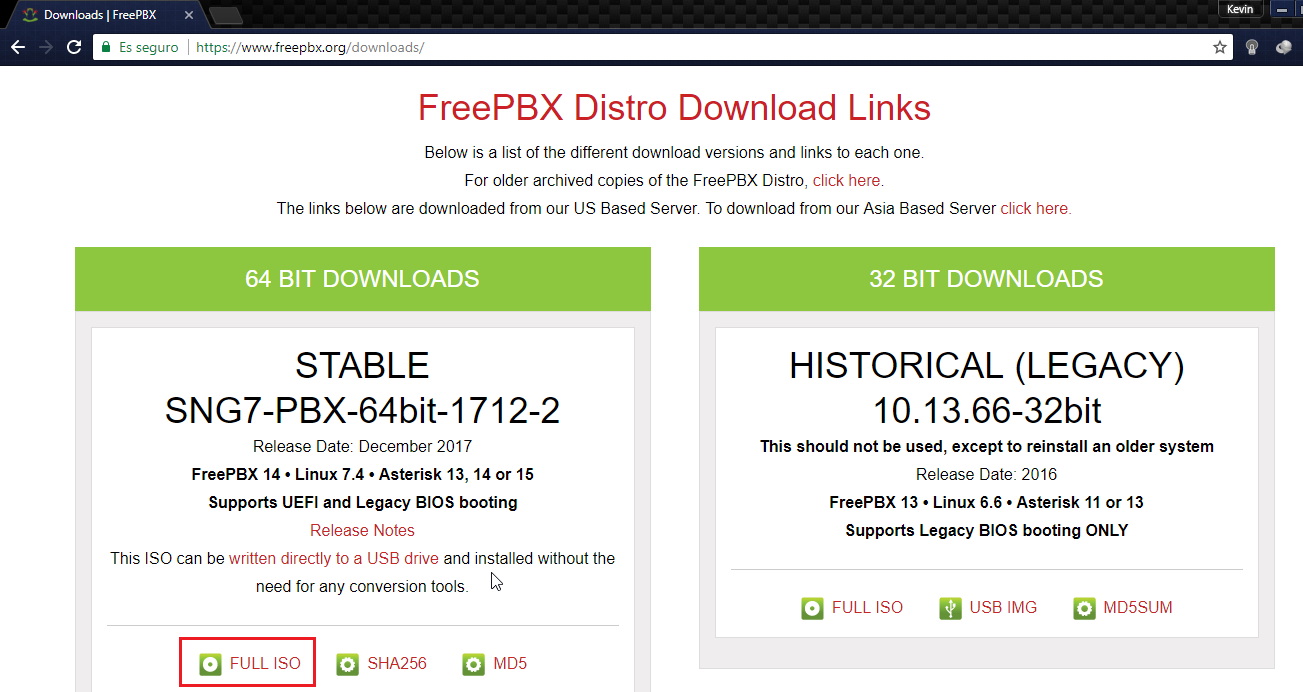 Downloads | FreePBX
Kevin
Es seguro
https://www.freepbx.org/downloads/
FreePBX Distro Download Links
Below is a list of the different download versions and links to each one.
For older archived copies of the FreePBX Distro, click here.
The links below are downloaded from our US Based Server. To download from our Asia Based Server click here.
64 BIT DOWNLOADS
STABLE
SNG7-PBX-64bit-1712-2
Release Date: December 2017
FreePBX 14 • Linux 7.4 • Asterisk 13, 14 or 15
Supports UEFI and Legacy BIOS booting
Release Notes
This ISO can be written directly to a USB drive and installed without the
need for any conversion tools.
FULL ISO SHA256 MD5
32 BIT DOWNLOADS
HISTORICAL (LEGACY)
10.13.66-32bit
This should not be used, except to reinstall an older system
Release Date: 2016
FreePBX 13 • Linux 6.6 • Asterisk 11 or 13
Supports Legacy BIOS booting ONLY
FULL ISO USB IMG MD5SUM